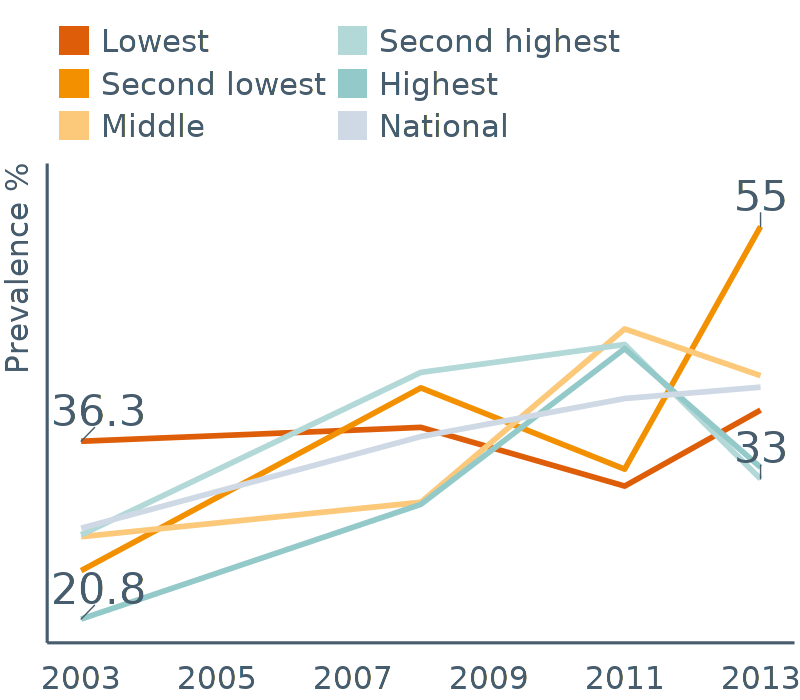 Lowest
Second lowest
Middle
Second highest
Highest
National
Prevalence %
55
36.3
33
20.8
2003 2005 2007 2009 2011 2013